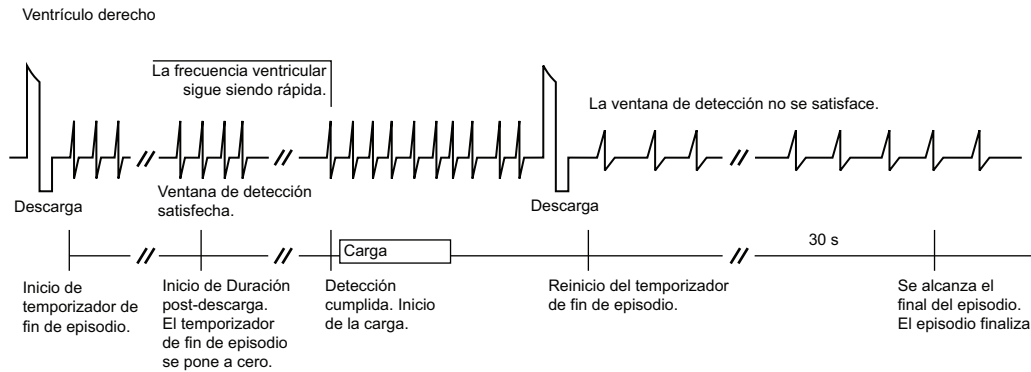 Ventrículo derecho
La frecuencia ventricular
sigue siendo rápida.
La ventana de detección no se satisface.
Descarga
Ventana de detección
satisfecha.
Descarga
Carga
30 s
Inicio de
temporizador de
fin de episodio.
Inicio de Duración
post-descarga.
El temporizador
de fin de episodio
se pone a cero.
Detección
cumplida. Inicio
de la carga.
Reinicio del temporizador
de fin de episodio.
Se alcanza el
final del episodio.
El episodio finaliza